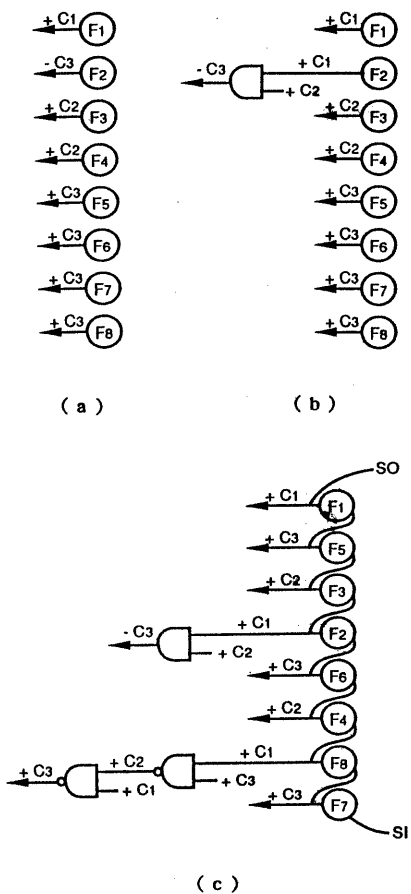 + C1 F1 + C1 F1
- C3 F2 - C3 + C1 F2
+ C2
+ C2 F3 + C2 F3
+ C2 F4 + C2 F4
+ C3 F5 + C3 F5
+ C3 F6 + C3 F6
+ C3 F7 + C3 F7
+ C3 F8 + C3 F8
( a ) ( b )
SO
+ C1 F1
+ C3 F5
+ C2 F3
- C3 + C1 F2
+ C2
+ C3 F6
+ C2 F4
+ C3 + C2 + C1 F8
+ C1 + C3
+ C3 F7
SI
( c )